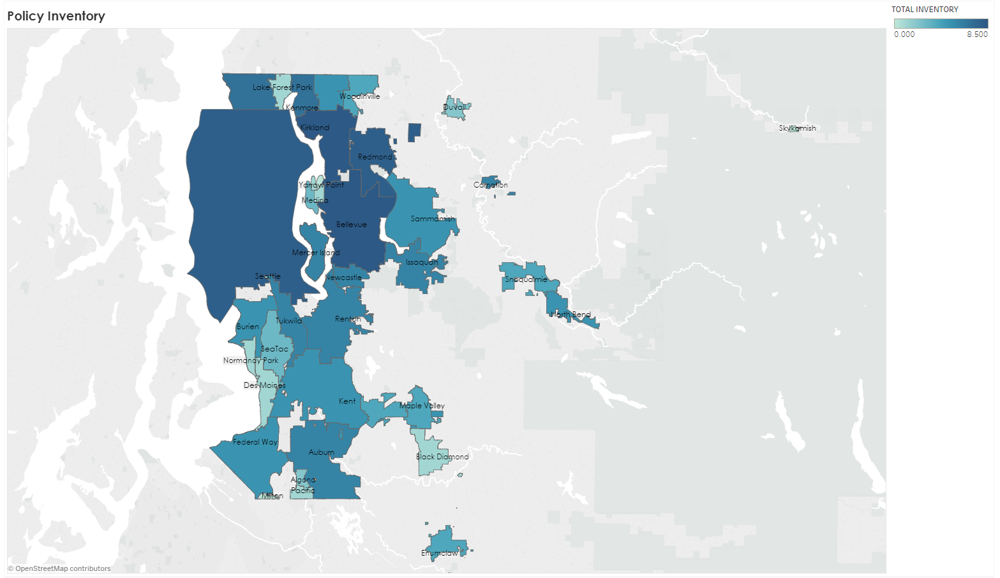 Policy Inventory
TOTAL INVENTORY
0.000
8.500
Lake Forest Park
Woodinville
Kenmore
Duvall
Kirkland
Skykomish
Redmond
Yarrow Point
Carnation
Medina
Sammamish
Bellevue
Mercer Island
Issaquah
Seattle
Newcastle
Snoqualmie
North Bend
Renton
Tukwila
Burien
SeaTac
Normandy Park
Des Moines
Kent
Maple Valley
Federal Way
Auburn
Black Diamond
Algona
Pacific
Milton
Enumclaw
© OpenStreetMap contributors